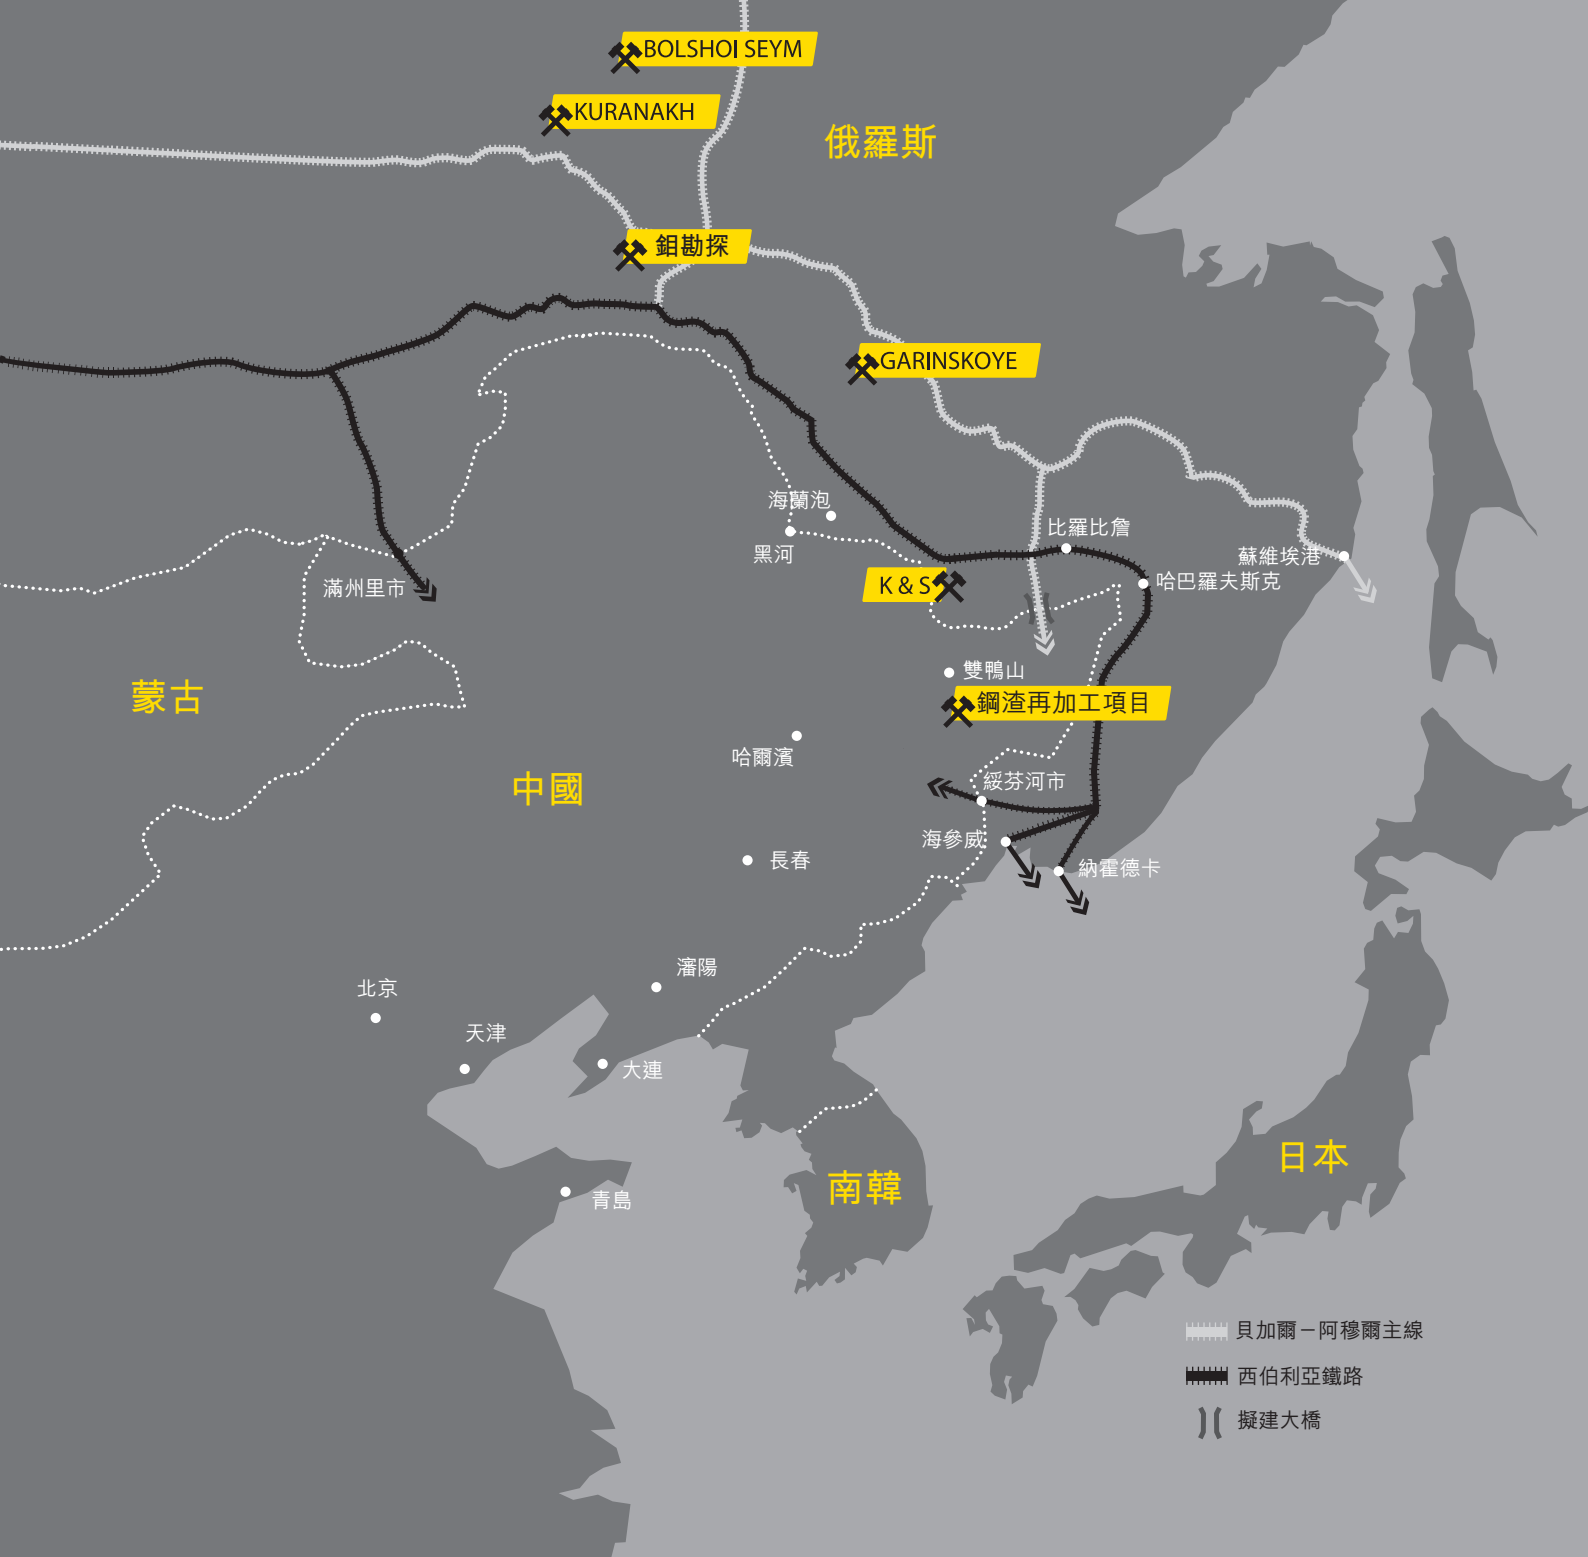 BOLSHOI SEYM
KURANAKH
俄羅斯
鉬勘探
GARINSKOYE
海蘭泡
黑河
比羅比詹
蘇維埃港
哈巴羅夫斯克
K & S
滿州里市
雙鴨山
鋼渣再加工項目
蒙古
哈爾濱
中國
綏芬河市
海參威
長春
納霍德卡
瀋陽
北京
天津
大連
日本
南韓
青島
貝加爾－阿穆爾主線
西伯利亞鐵路
擬建大橋